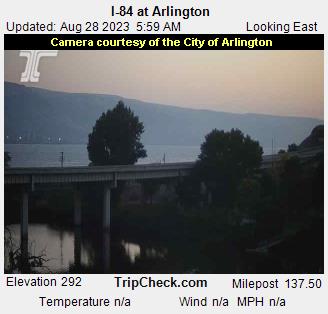 I-84 at Arlington
Updated: Aug 28 2023 5:59 AM Looking East
Camera courtesy of the City of Arlington
Elevation 292 TripCheck.com Milepost 137.50
Temperature n/a Wind n/a MPH n/a